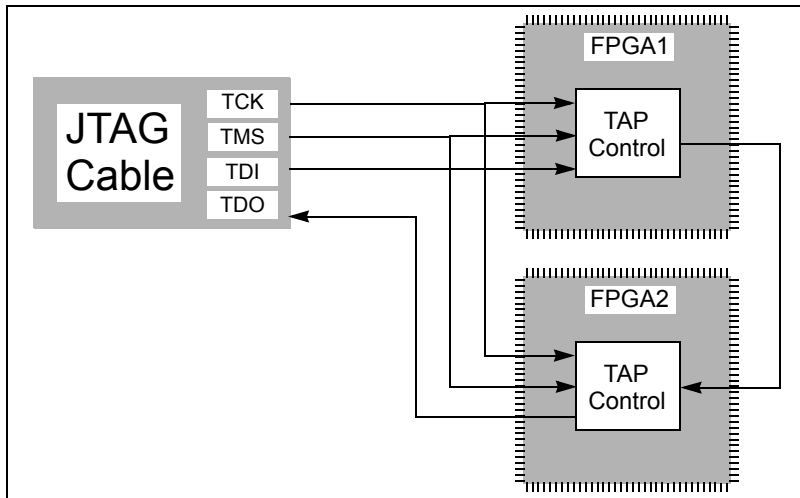 JTAG
Cable
TCK
TMS
TDI
TDO
FPGA1
TAP
Control
FPGA2
TAP
Control